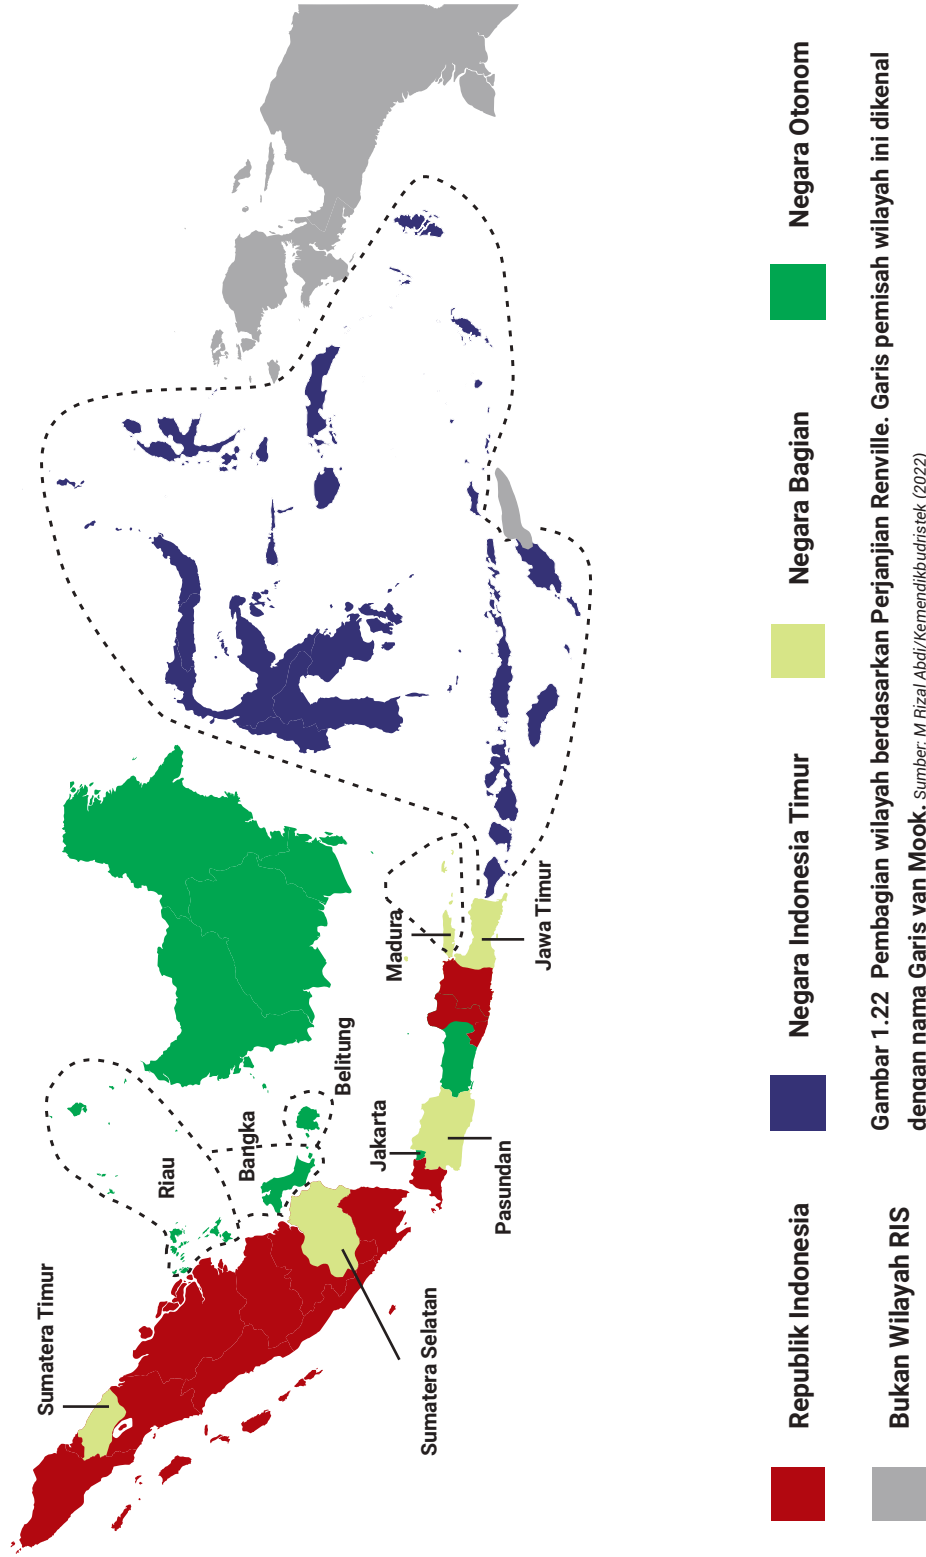 Sumatera Timur
Riau
Bangka
Belitung
Sumatera Selatan
Jakarta
Pasundan
Madura
Jawa Timur
Republik Indonesia
Negara Indonesia Timur
Negara Bagian
Negara Otonom
Bukan Wilayah RIS
Gambar 1.22 Pembagian wilayah berdasarkan Perjanjian Renville. Garis pemisah wilayah ini dikenal
dengan nama Garis van Mook. Sumber: M Rizal Abdi/Kemendikbudristek (2022)